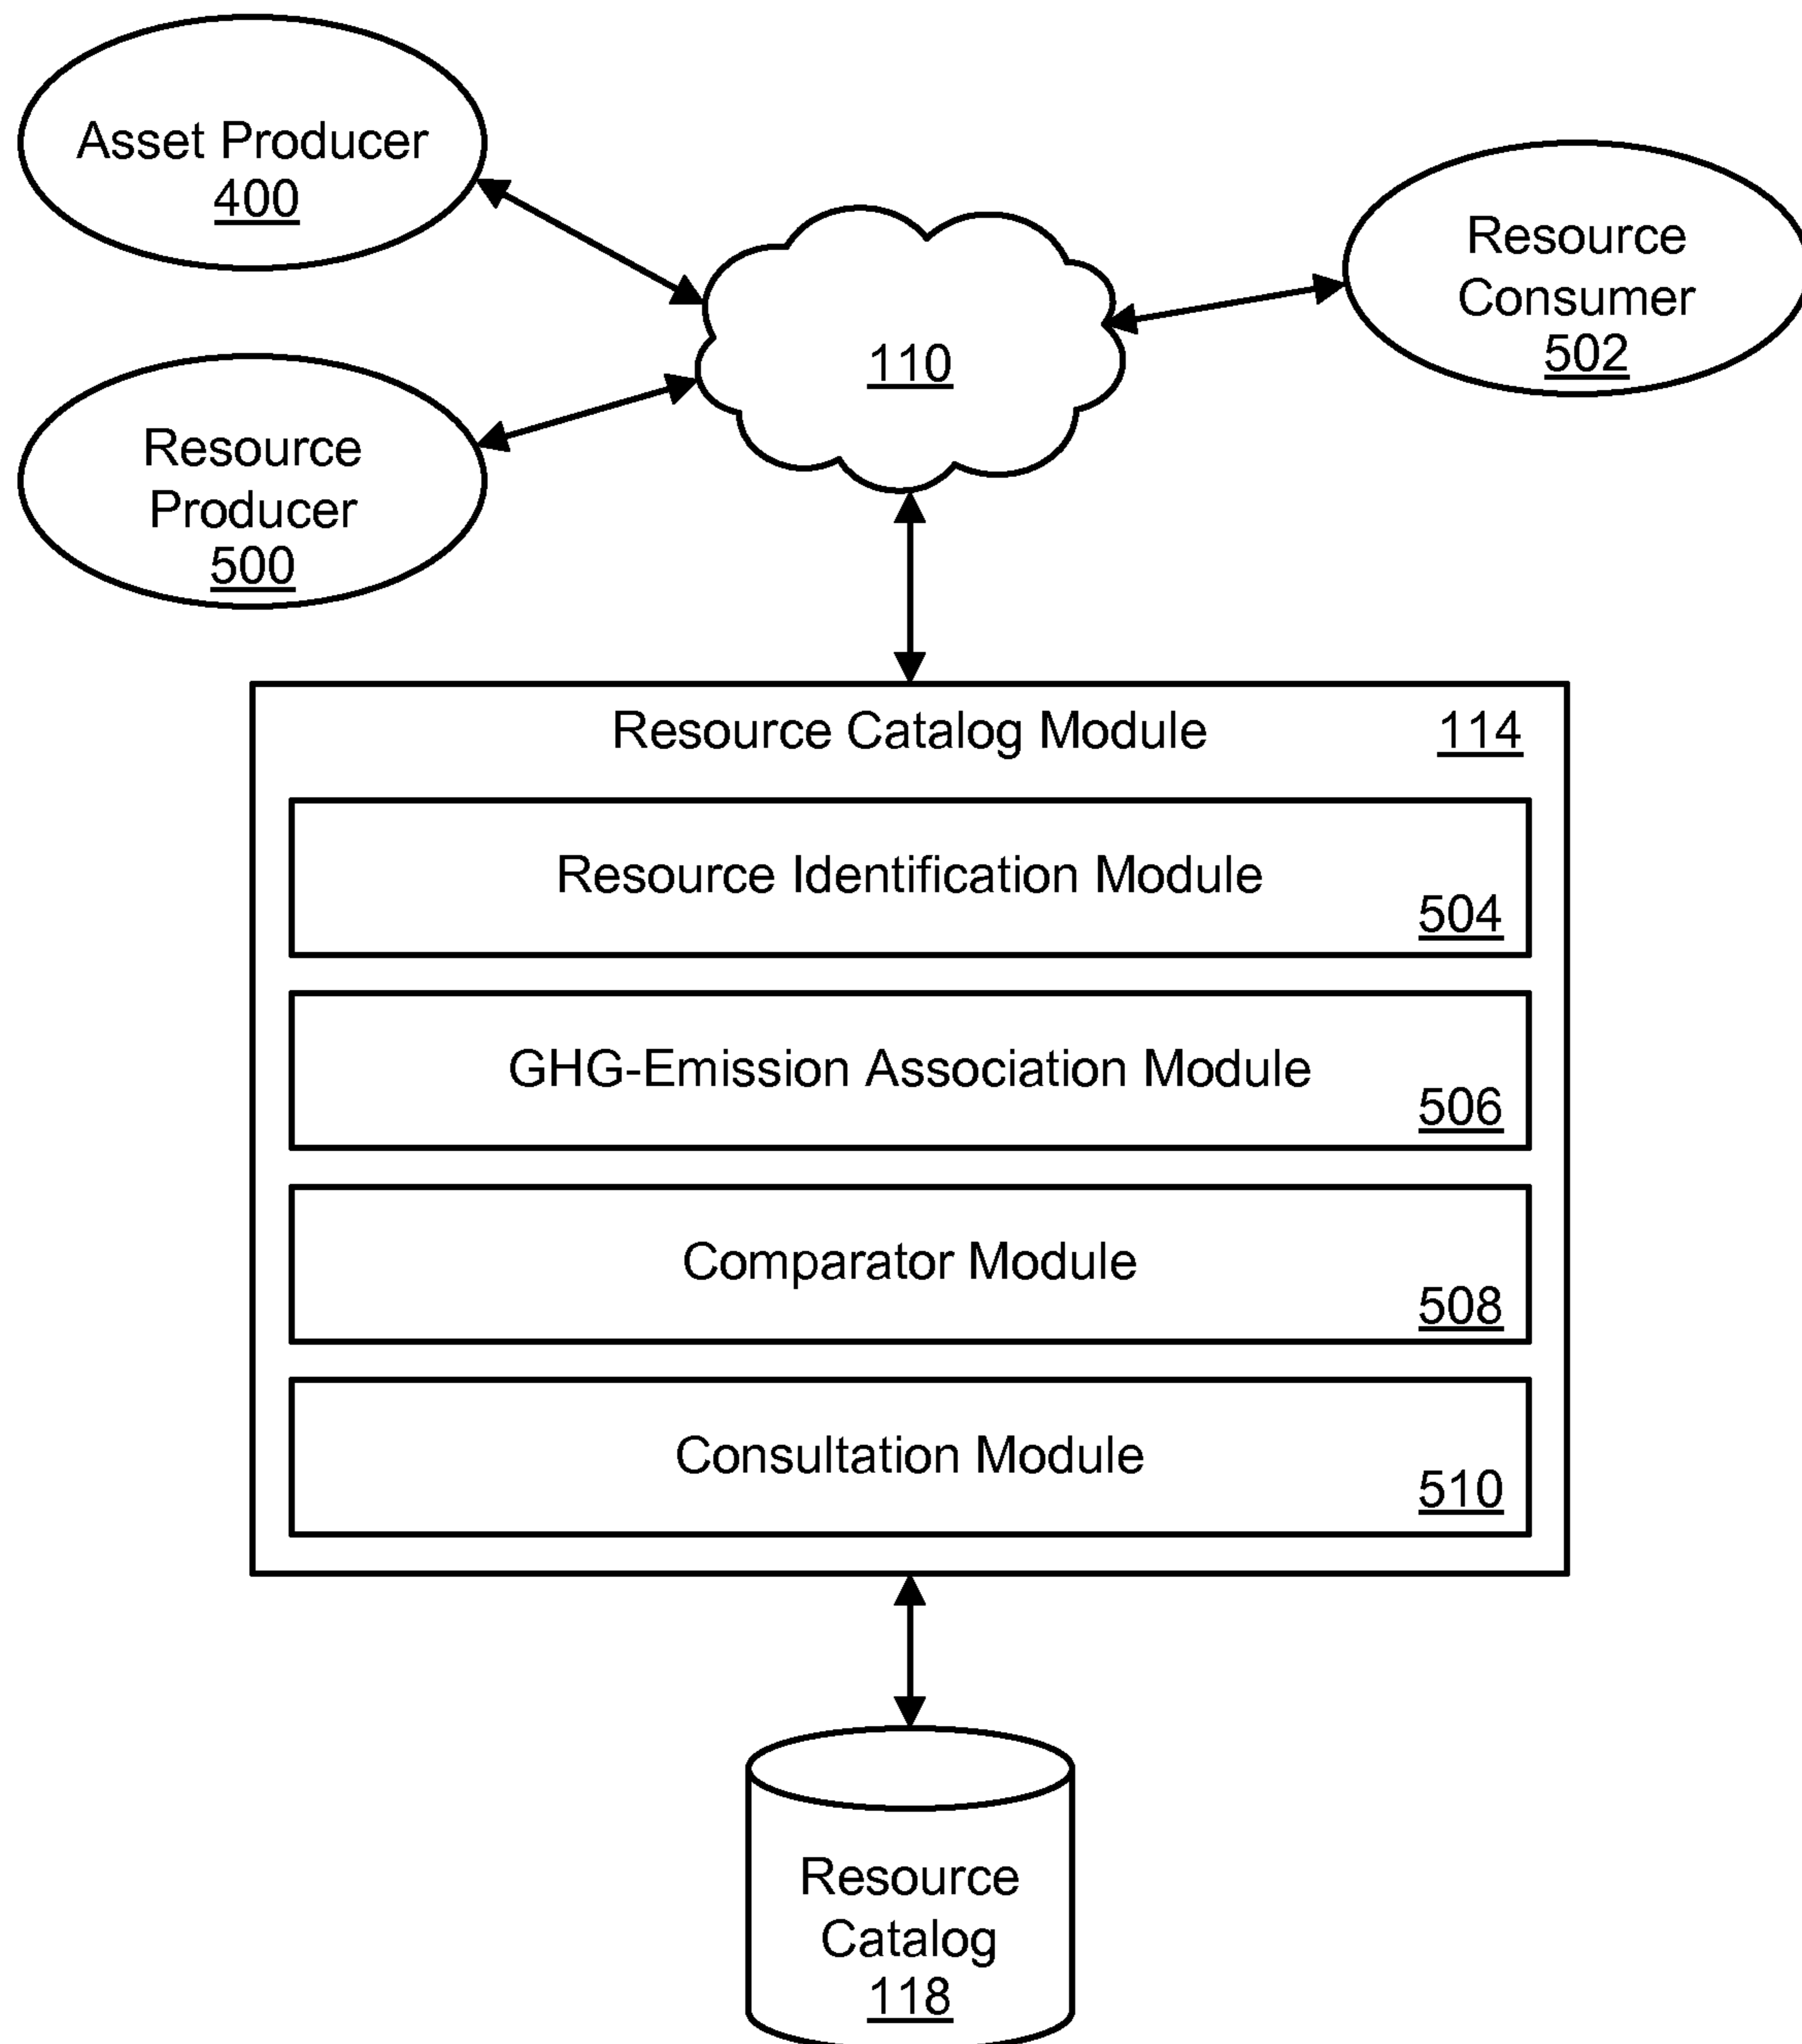 Asset Producer
400
Resource
Producer
500
110
Resource
Consumer
502
Resource Catalog Module 114
Resource Identification Module
504
GHG-Emission Association Module
506
Comparator Module
508
Consultation Module
510
Resource
Catalog
118